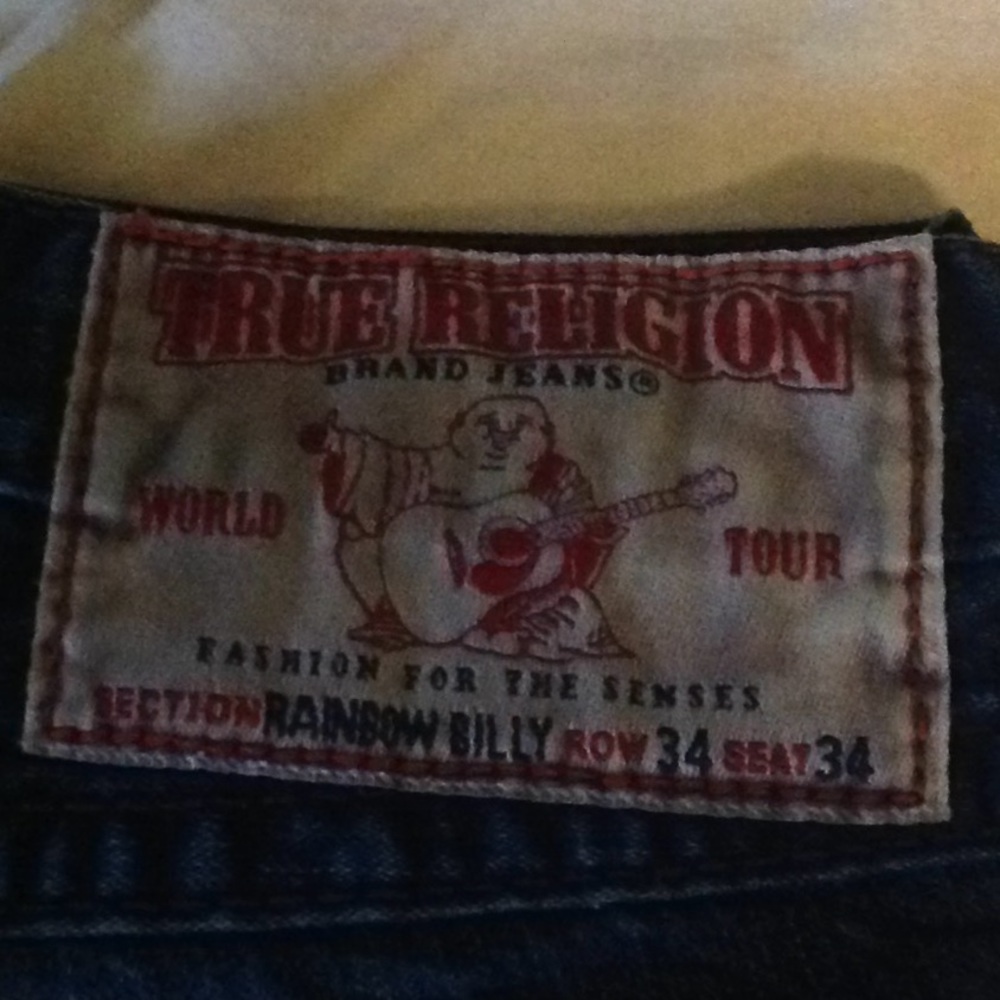 TRUE RELIGION
BRAND JEANS®
WORLD TOUR
FASHION FOR THE SENSES
SECTION RAINBOW BILLY ROW 34 SEAT 34